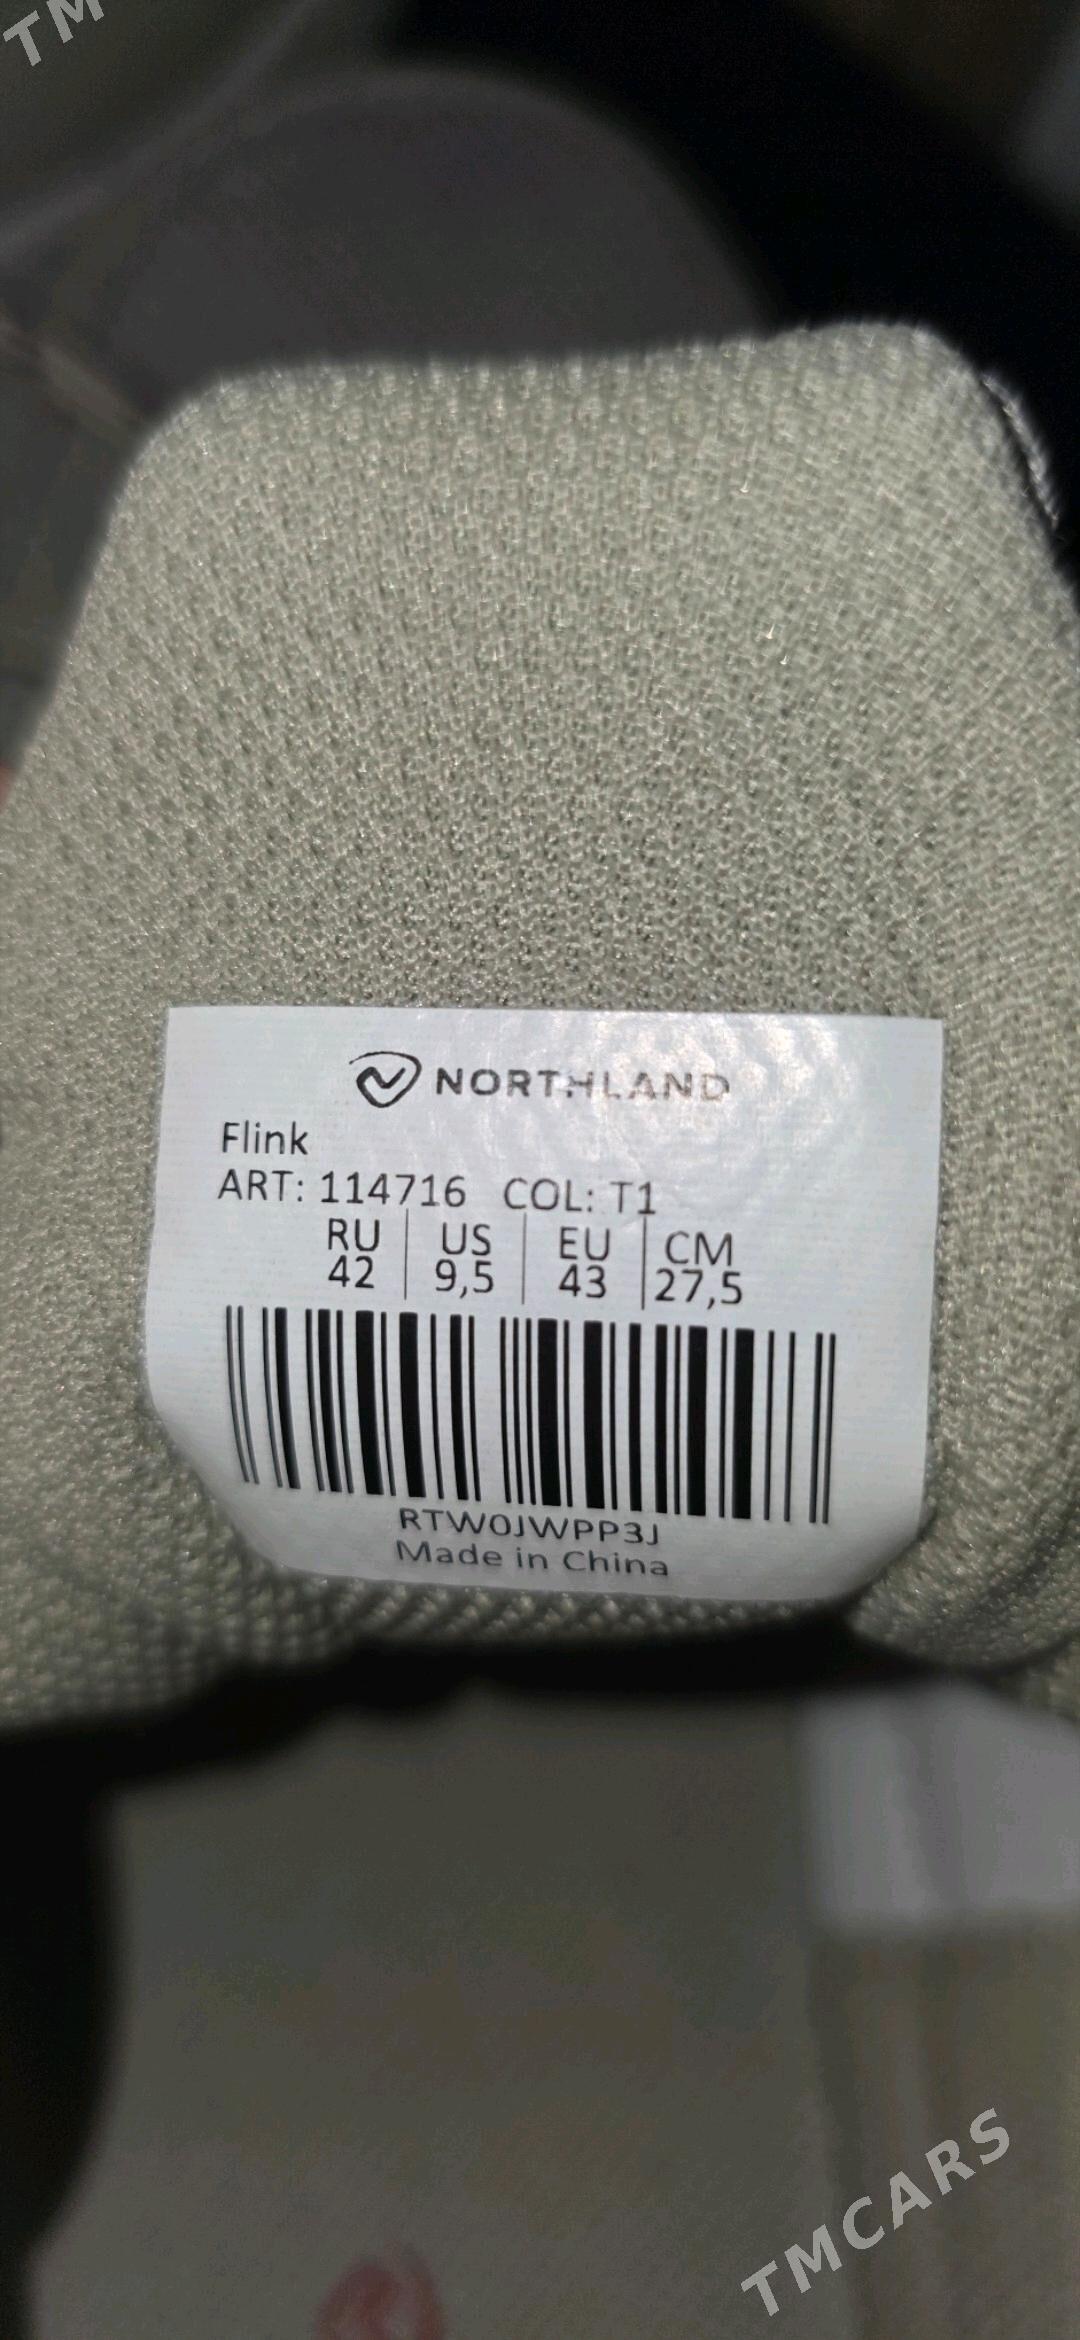 TM
NORTHLAND
Flink
ART: 114716 COL: T1
RU US EU CM
42 9,5 43 27,5
RTW0JWPP3J
Made in China
TMCARS